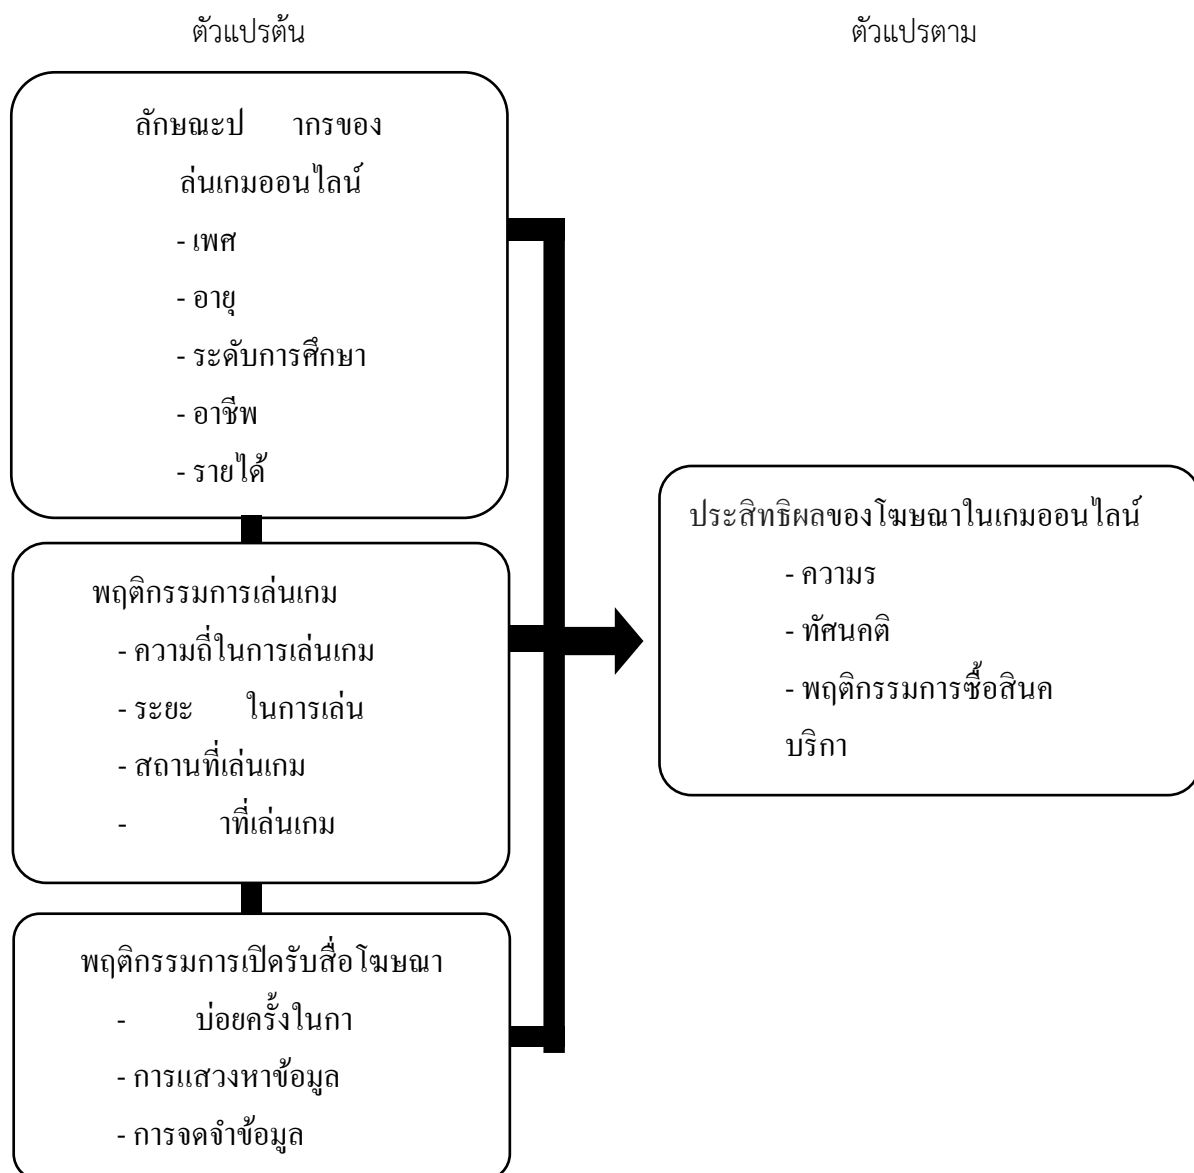 ตัวแปรต้น
ตัวแปรตาม
ลักษณะป ากรของ
ล่นเกมออนไลน์
- เพศ
- อายุ
- ระดับการศึกษา
- อาชีพ
- รายได้
พฤติกรรมการเล่นเกม
- ความถี่ในการเล่นเกม
- ระยะ ในการเล่น
- สถานที่เล่นเกม
- าที่เล่นเกม
พฤติกรรมการเปิดรับสื่อโฆษณา
- บ่อยครั้งในกา
- การแสวงหาข้อมูล
- การจดจำข้อมูล
ประสิทธิผลของโฆษณาในเกมออนไลน์
- ความร
- ทัศนคติ
- พฤติกรรมการซื้อสินค
บริกา